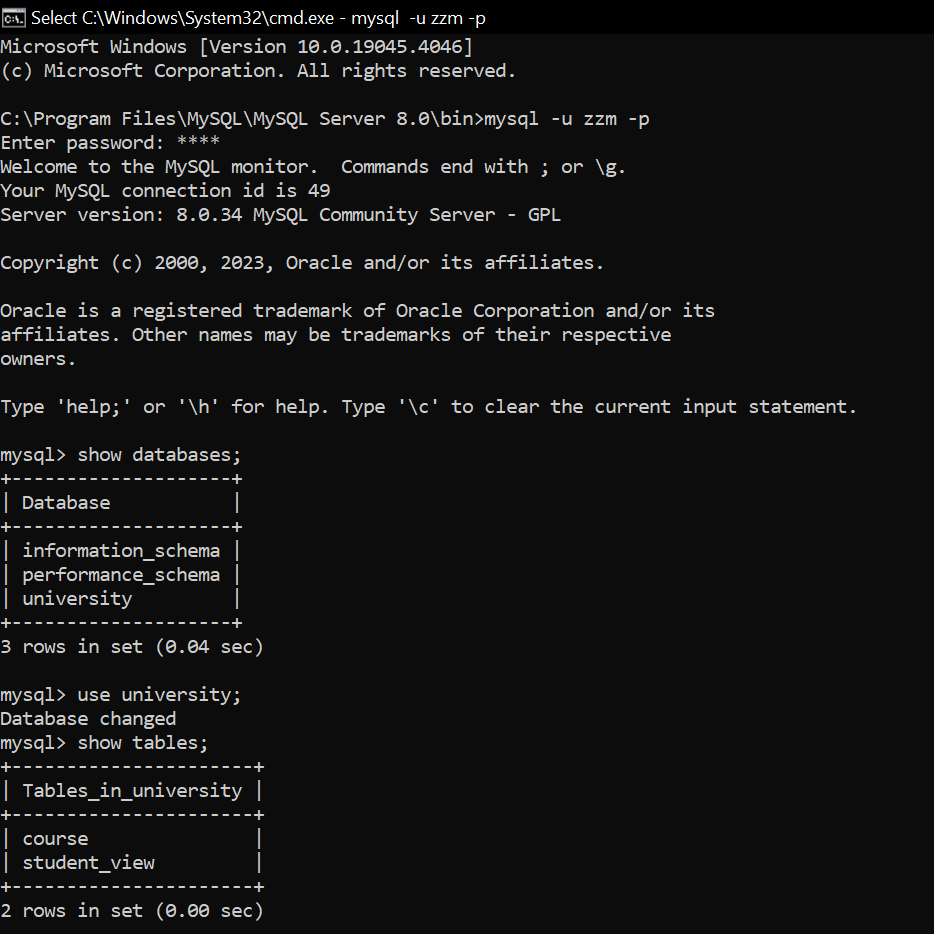 Select C:\Windows\System32\cmd.exe - mysql  -u zzm -p
Microsoft Windows [Version 10.0.19045.4046]
(c) Microsoft Corporation. All rights reserved.

C:\Program Files\MySQL\MySQL Server 8.0\bin>mysql -u zzm -p
Enter password: ****
Welcome to the MySQL monitor.  Commands end with ; or \g.
Your MySQL connection id is 49
Server version: 8.0.34 MySQL Community Server - GPL

Copyright (c) 2000, 2023, Oracle and/or its affiliates.

Oracle is a registered trademark of Oracle Corporation and/or its
affiliates. Other names may be trademarks of their respective
owners.

Type 'help;' or '\h' for help. Type '\c' to clear the current input statement.

mysql> show databases;
+--------------------+
| Database           |
+--------------------+
| information_schema |
| performance_schema |
| university         |
+--------------------+
3 rows in set (0.04 sec)

mysql> use university;
Database changed
mysql> show tables;
+----------------------+
| Tables_in_university |
+----------------------+
| course               |
| student_view         |
+----------------------+
2 rows in set (0.00 sec)